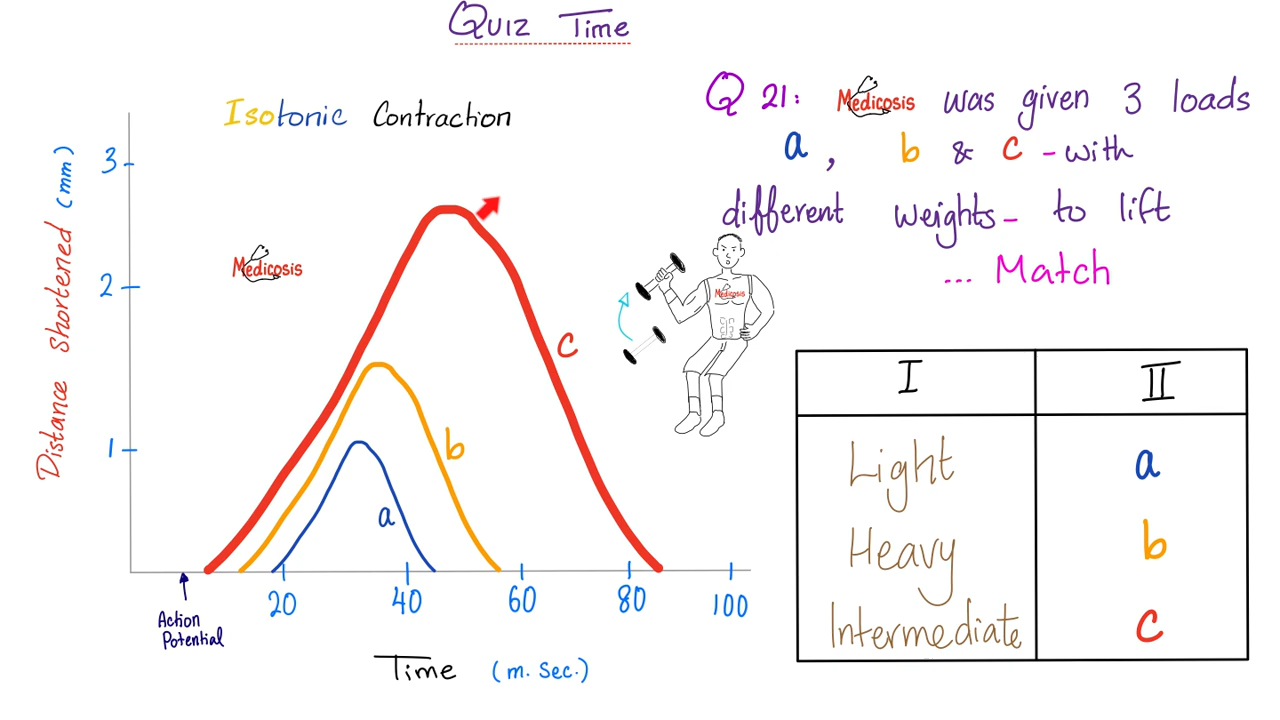 Quiz Time
Isotonic Contraction
Q 21: Medicosis was given 3 loads
a, b & c - with
different weights - to lift
... Match
Distance Shortened (mm)
3
2
1
Medicosis
Medicosis
c
b
a
20 40 60 80 100
Action
Potential
Time (m. Sec.)
I II
Light a
Heavy b
Intermediate c